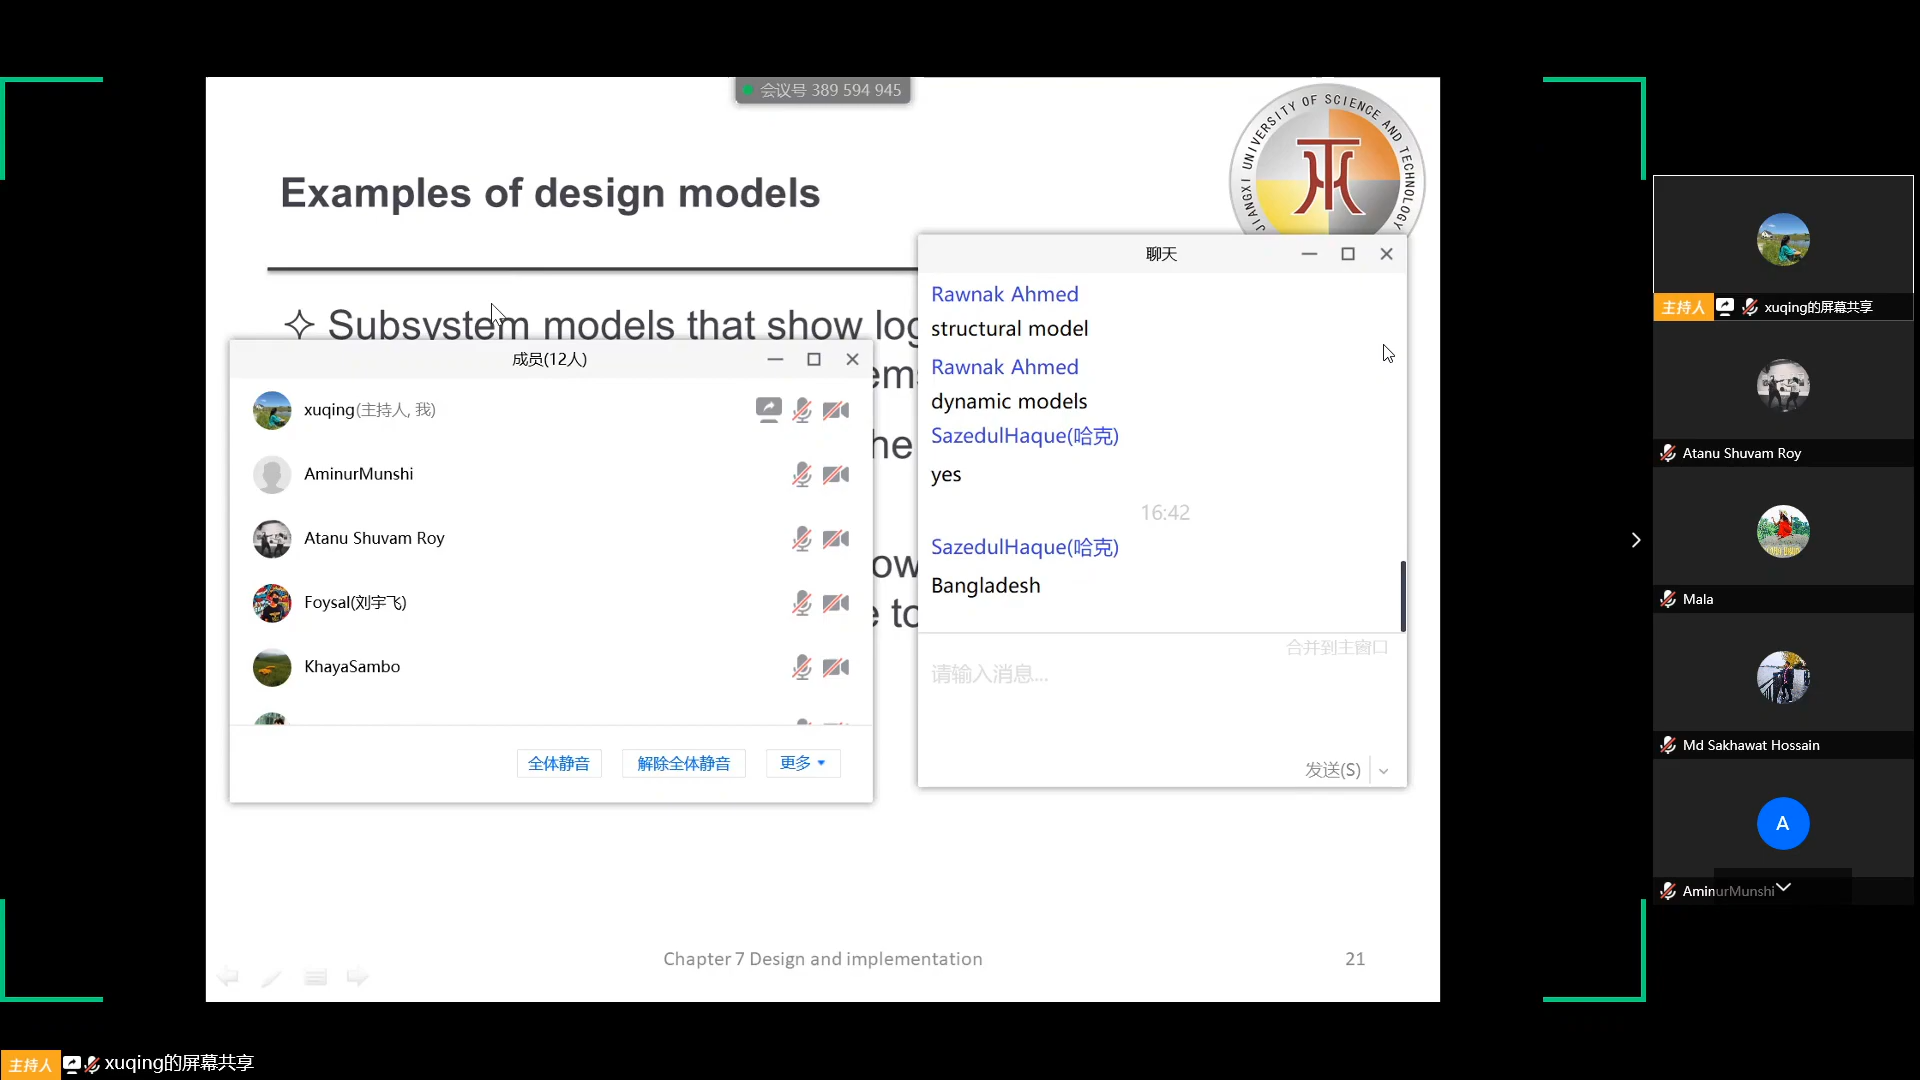 会议号 389 594 945
JIANGXI UNIVERSITY OF SCIENCE AND TECHNOLOGY
Examples of design models
聊天
Rawnak Ahmed
structural model
Rawnak Ahmed
dynamic models
SazedulHaque(哈克)
yes
16:42
SazedulHaque(哈克)
Bangladesh
合并到主窗口
请输入消息...
发送(S)
Subsystem models that show
成员(12人)
xuqing(主持人, 我)
AminurMunshi
Atanu Shuvam Roy
Foysal(刘宇飞)
KhayaSambo
全体静音
解除全体静音
更多
Chapter 7 Design and implementation
21
主持人 xuqing的屏幕共享
Atanu Shuvam Roy
Mala
Md Sakhawat Hossain
A
AminurMunshi
主持人 xuqing的屏幕共享